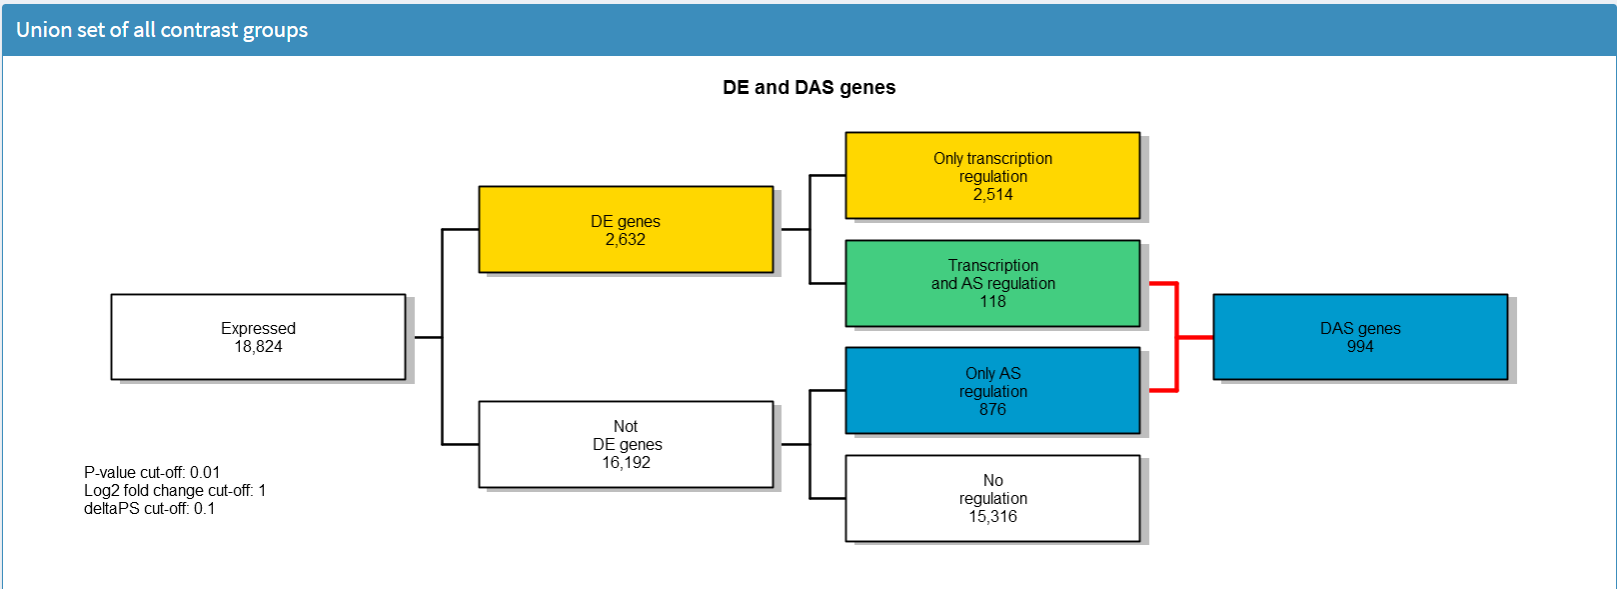 Union set of all contrast groups
DE and DAS genes
Expressed
18,824
DE genes
2,632
Not
DE genes
16,192
Only transcription
regulation
2,514
Transcription
and AS regulation
118
Only AS
regulation
876
No
regulation
15,316
DAS genes
994
P-value cut-off: 0.01
Log2 fold change cut-off: 1
deltaPS cut-off: 0.1